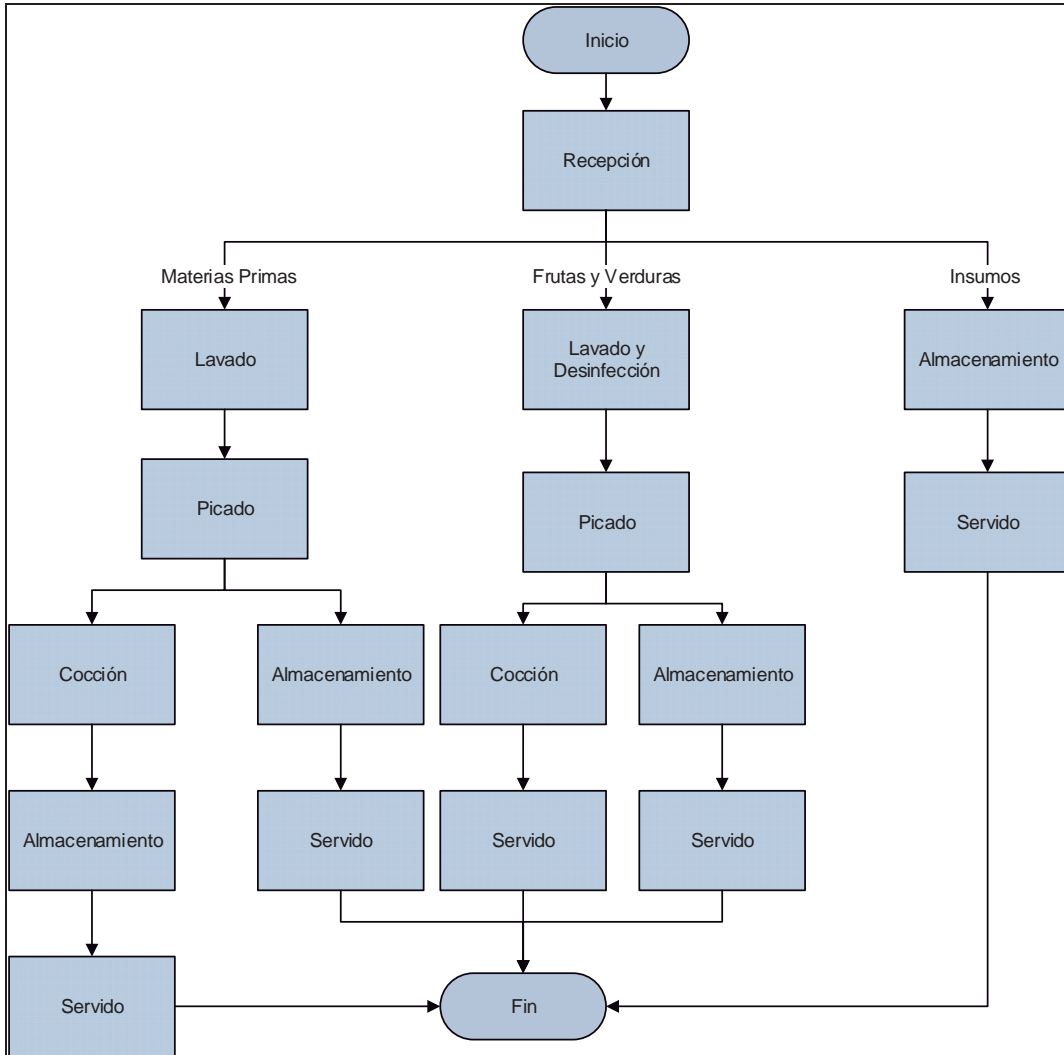 Inicio
Recepción
Materias Primas
Frutas y Verduras
Insumos
Lavado
Lavado y
Desinfección
Almacenamiento
Picado
Picado
Servido
Cocción
Almacenamiento
Cocción
Almacenamiento
Almacenamiento
Servido
Servido
Servido
Servido
Fin